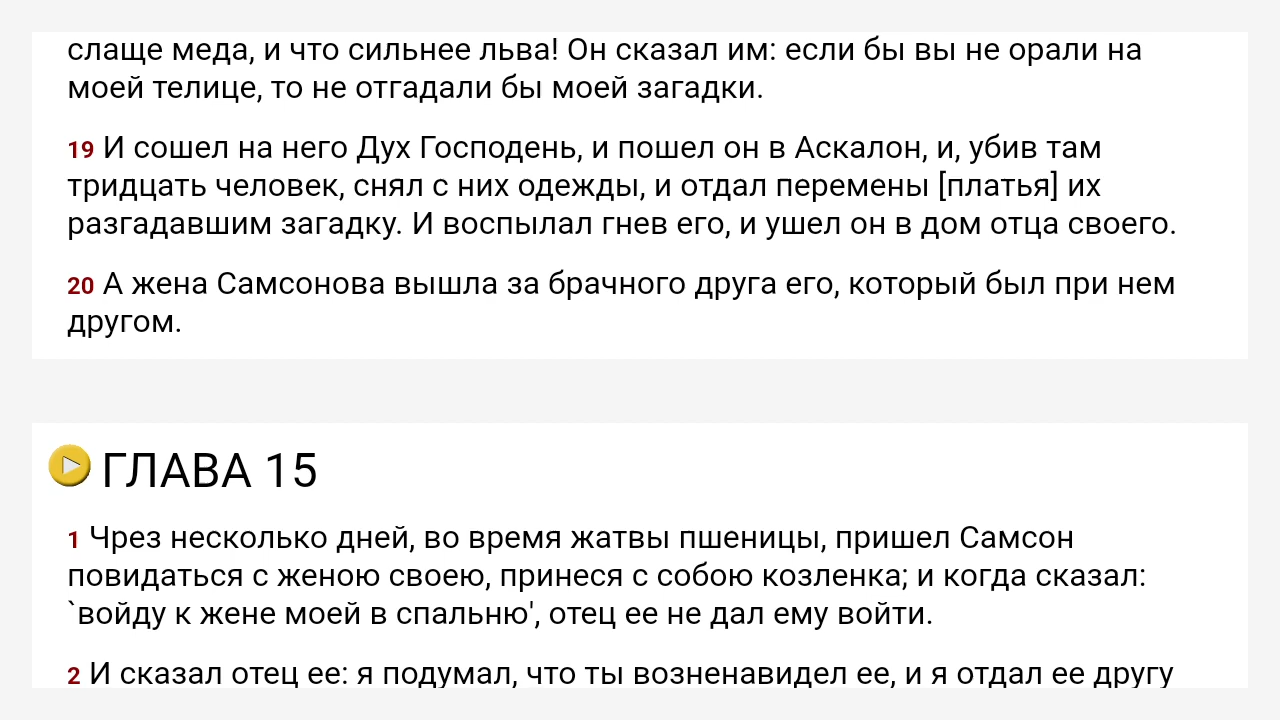 слаще меда, и что сильнее льва! Он сказал им: если бы вы не орали на
моей телице, то не отгадали бы моей загадки.
19 И сошел на него Дух Господень, и пошел он в Аскалон, и, убив там
тридцать человек, снял с них одежды, и отдал перемены [платья] их
разгадавшим загадку. И воспылал гнев его, и ушел он в дом отца своего.
20 А жена Самсонова вышла за брачного друга его, который был при нем
другом.
ГЛАВА 15
1 Чрез несколько дней, во время жатвы пшеницы, пришел Самсон
повидаться с женою своею, принеся с собою козленка; и когда сказал:
`войду к жене моей в спальню', отец ее не дал ему войти.
2 И сказал отец ее: я подумал, что ты возненавидел ее, и я отдал ее другу